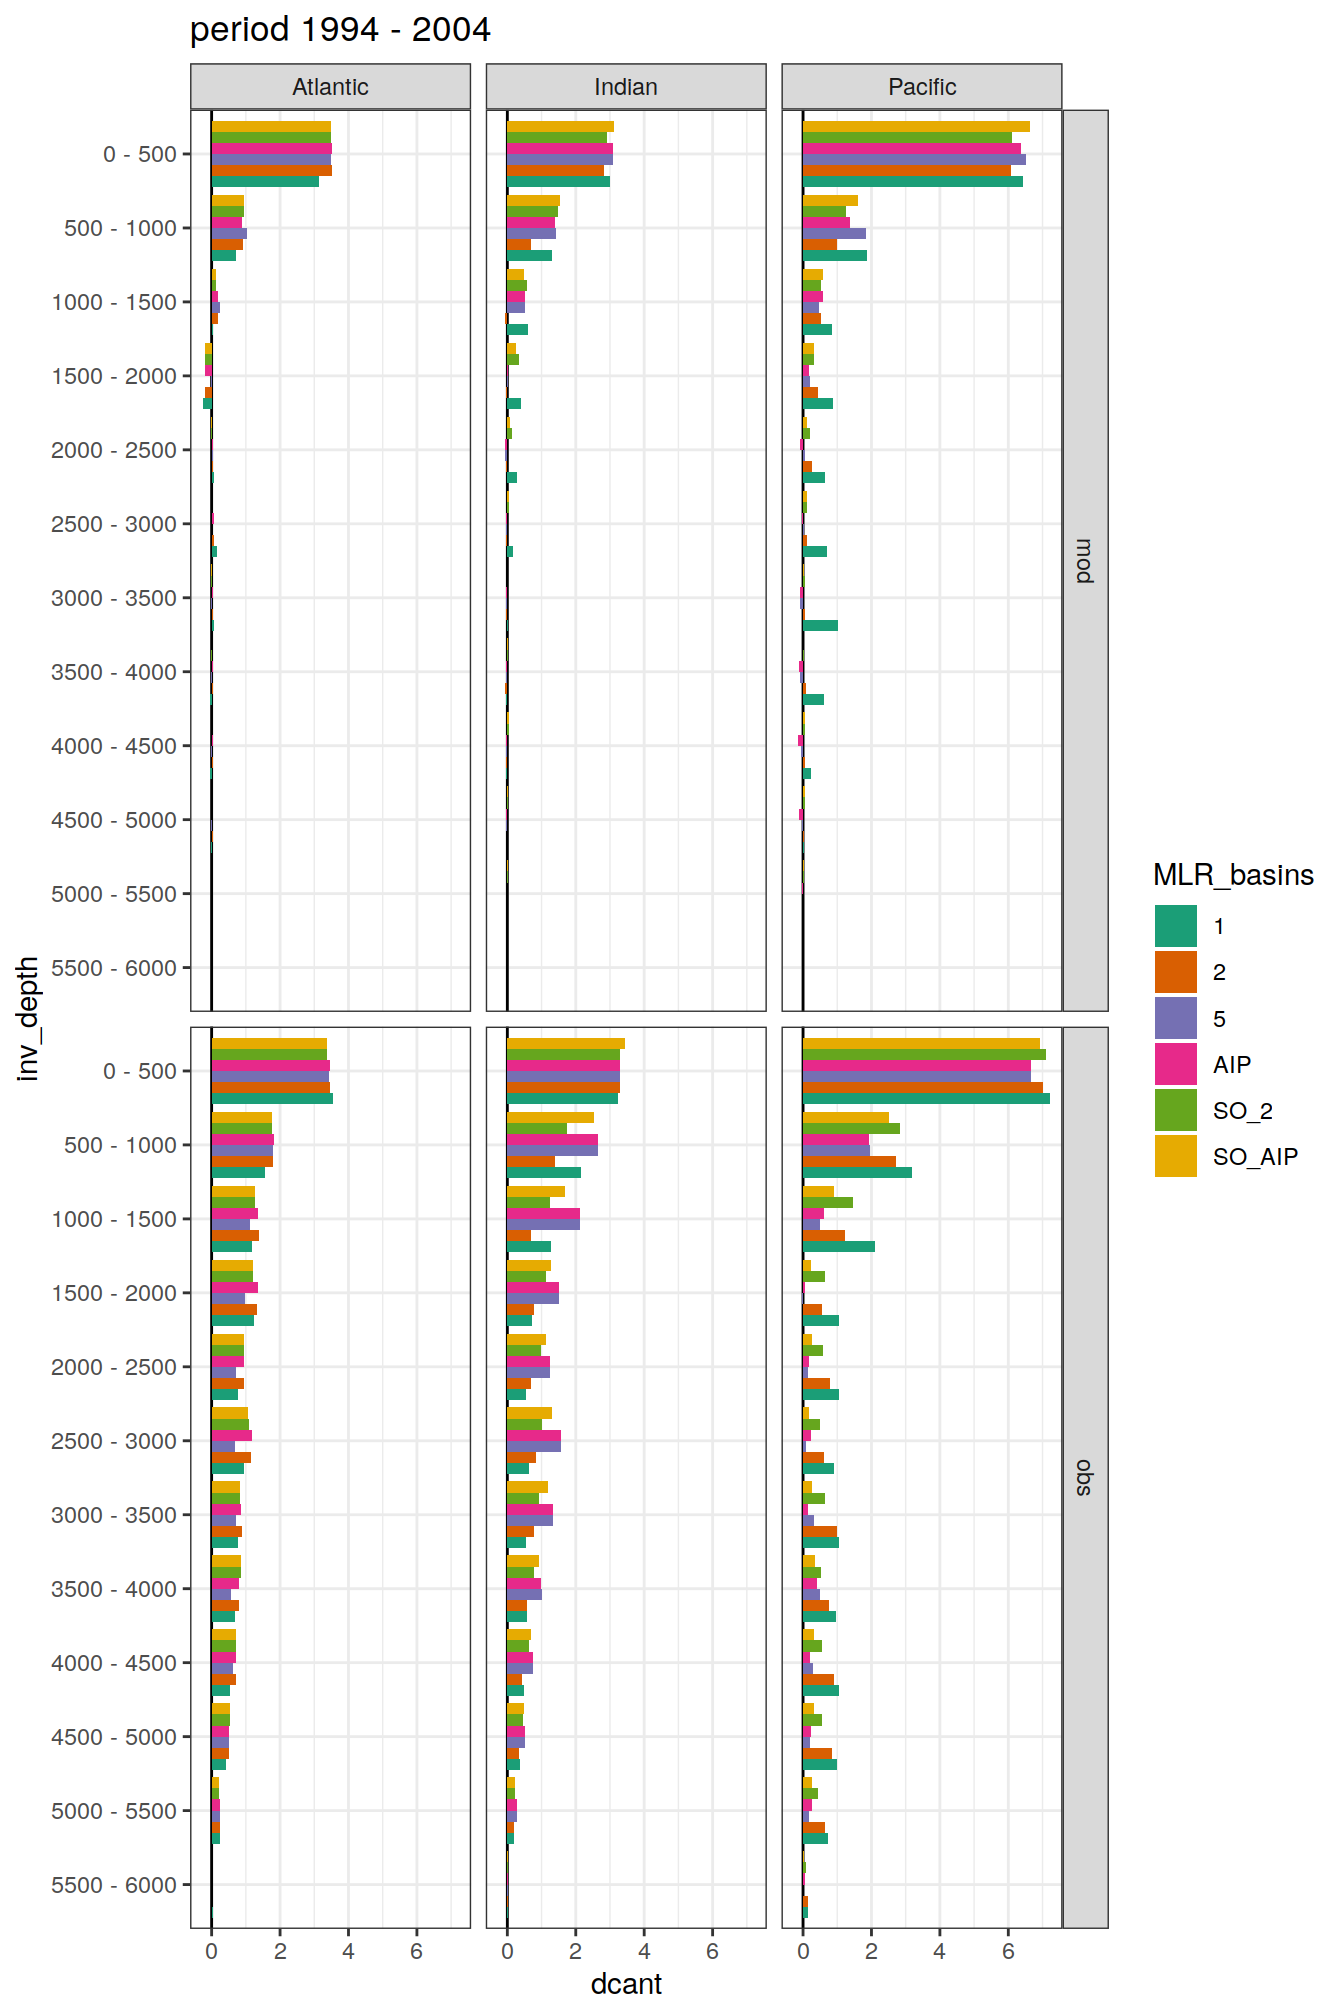 period 1994 - 2004
Atlantic
Indian
Pacific
0 - 500
500 - 1000
1000 - 1500
1500 - 2000
2000 - 2500
2500 - 3000
3000 - 3500
3500 - 4000
4000 - 4500
4500 - 5000
5000 - 5500
5500 - 6000
mod
inv_depth
0 - 500
500 - 1000
1000 - 1500
1500 - 2000
2000 - 2500
2500 - 3000
3000 - 3500
3500 - 4000
4000 - 4500
4500 - 5000
5000 - 5500
5500 - 6000
obs
0 2 4 6
0 2 4 6
0 2 4 6
dcant
MLR_basins
1
2
5
AIP
SO_2
SO_AIP